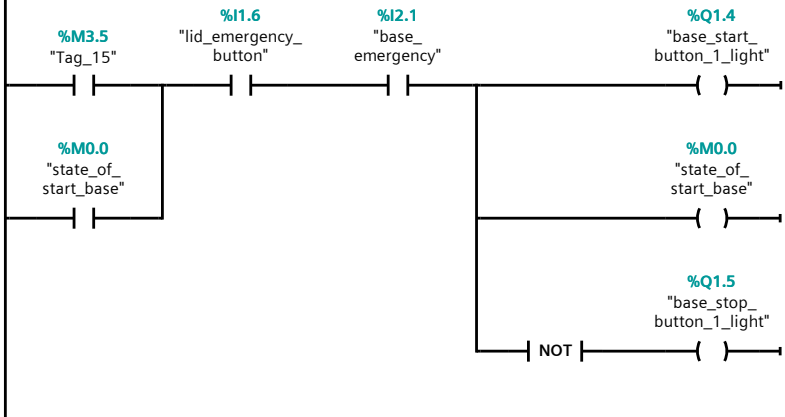 %M3.5
"Tag_15"
%I1.6
"lid_emergency_
button"
%I2.1
"base_
emergency"
%Q1.4
"base_start_
button_1_light"
%M0.0
"state_of_
start_base"
%M0.0
"state_of_
start_base"
%Q1.5
"base_stop_
button_1_light"
NOT